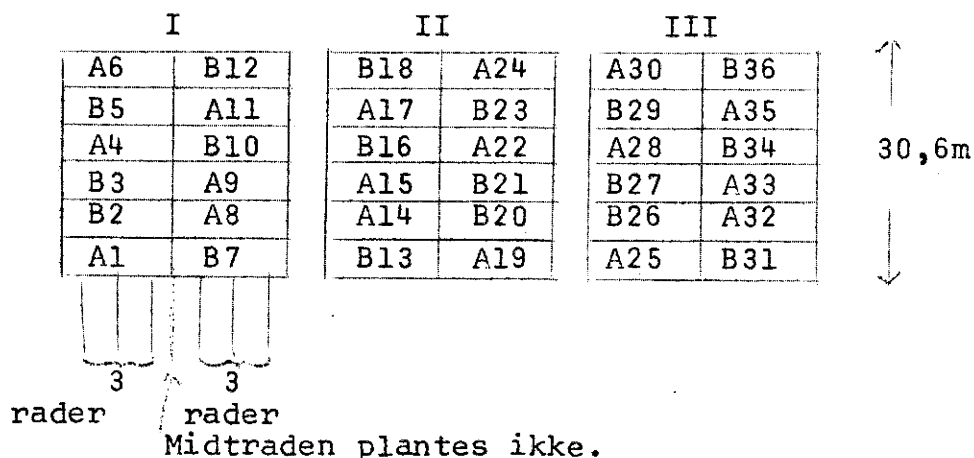 I II III
A6 B12 B18 A24 A30 B36
B5 A11 A17 B23 B29 A35
A4 B10 B16 A22 A28 B34 30,6m
B3 A9 A15 B21 B27 A33
B2 A8 A14 B20 B26 A32
A1 B7 B13 A19 A25 B31
3 3
rader rader
Midtraden plantes ikke.